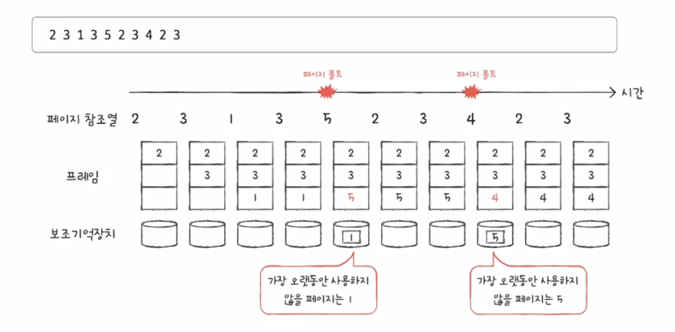 2 3 1 3 5 2 3 4 2 3
페이지 폴트 페이지 폴트
시간
페이지 참조열 2 3 1 3 5 2 3 4 2 3
2 2 2 2 2 2 2 2 2 2
프레임 3 3 3 3 3 3 3 3 3
1 1 5 5 5 4 4 4
보조기억장치 1 5
가장 오랫동안 사용하지 가장 오랫동안 사용하지
않을 페이지는 1 않을 페이지는 5